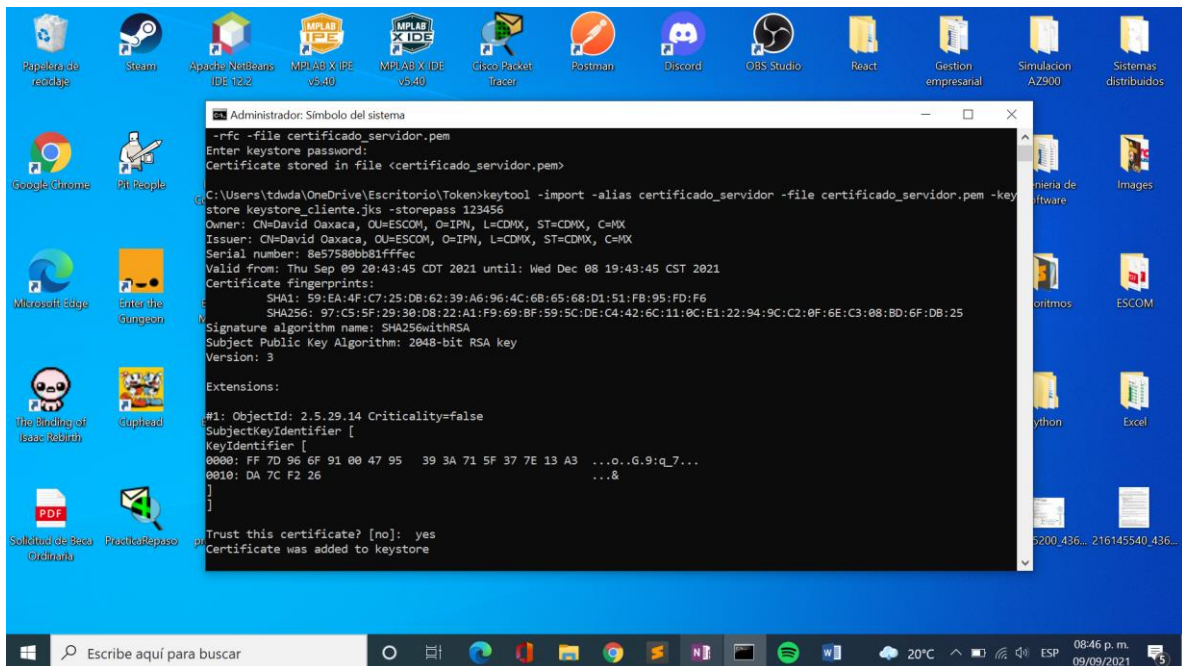 Papelera de
reciclaje
Steam
Apache NetBeans
IDE 12.2
MPLAB X IPE
v5.40
MPLAB X IDE
v5.40
Cisco Packet
Tracer
Postman
Discord
OBS Studio
React
Gestion
empresarial
Simulacion
AZ900
Sistemas
distribuidos
Administrador: Símbolo del sistema
-rfc -file certificado_servidor.pem
Enter keystore password:
Certificate stored in file <certificado_servidor.pem>
C:\Users\tdwda\OneDrive\Escritorio\Token>keytool -import -alias certificado_servidor -file certificado_servidor.pem -key
store keystore_cliente.jks -storepass 123456
Owner: CN=David Oaxaca, OU=ESCOM, O=IPN, L=CDMX, ST=CDMX, C=MX
Issuer: CN=David Oaxaca, OU=ESCOM, O=IPN, L=CDMX, ST=CDMX, C=MX
Serial number: 8e57580bb81fffec
Valid from: Thu Sep 09 20:43:45 CDT 2021 until: Wed Dec 08 19:43:45 CST 2021
Certificate fingerprints:
SHA1: 59:EA:4F:C7:25:DB:62:39:A6:96:4C:6B:65:68:D1:51:FB:95:FD:F6
SHA256: 97:C5:5F:29:30:D8:22:A1:F9:69:BF:59:5C:DE:C4:42:6C:11:0C:E1:22:94:9C:C2:0F:6E:C3:08:BD:6F:DB:25
Signature algorithm name: SHA256withRSA
Subject Public Key Algorithm: 2048-bit RSA key
Version: 3
Extensions:
#1: ObjectId: 2.5.29.14 Criticality=false
SubjectKeyIdentifier [
KeyIdentifier [
0000: FF 7D 96 6F 91 00 47 95   39 3A 71 5F 37 7E 13 A3  ...o..G.9:q_7...
0010: DA 7C F2 26                                        ...&
]
]
Trust this certificate? [no]:  yes
Certificate was added to keystore
Google Chrome
Pit People
Images
Microsoft Edge
Enter the
Gungeon
ESCOM
The Binding of
Isaac Rebirth
Cuphead
Excel
PDF
Solicitud de Beca
Ordinaria
PracticaRepaso
5200_436...
216145540_436...
Escribe aquí para buscar
20°C
ESP
08:46 p. m.
09/09/2021
5